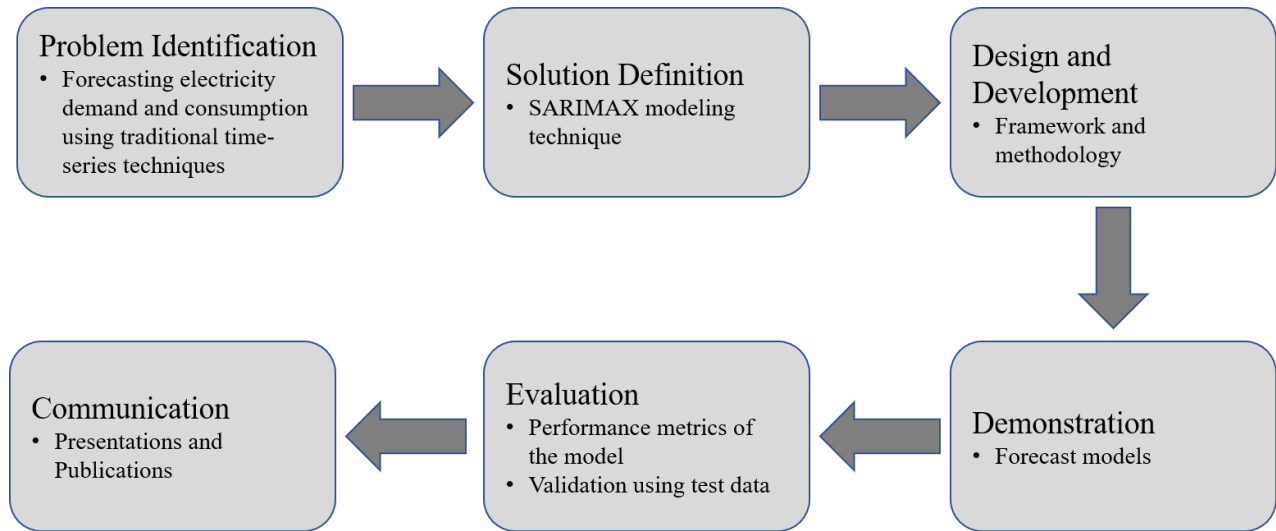 Problem Identification
• Forecasting electricity
demand and consumption
using traditional time-
series techniques
Solution Definition
• SARIMAX modeling
technique
Design and
Development
• Framework and
methodology
Demonstration
• Forecast models
Evaluation
• Performance metrics of
the model
• Validation using test data
Communication
• Presentations and
Publications